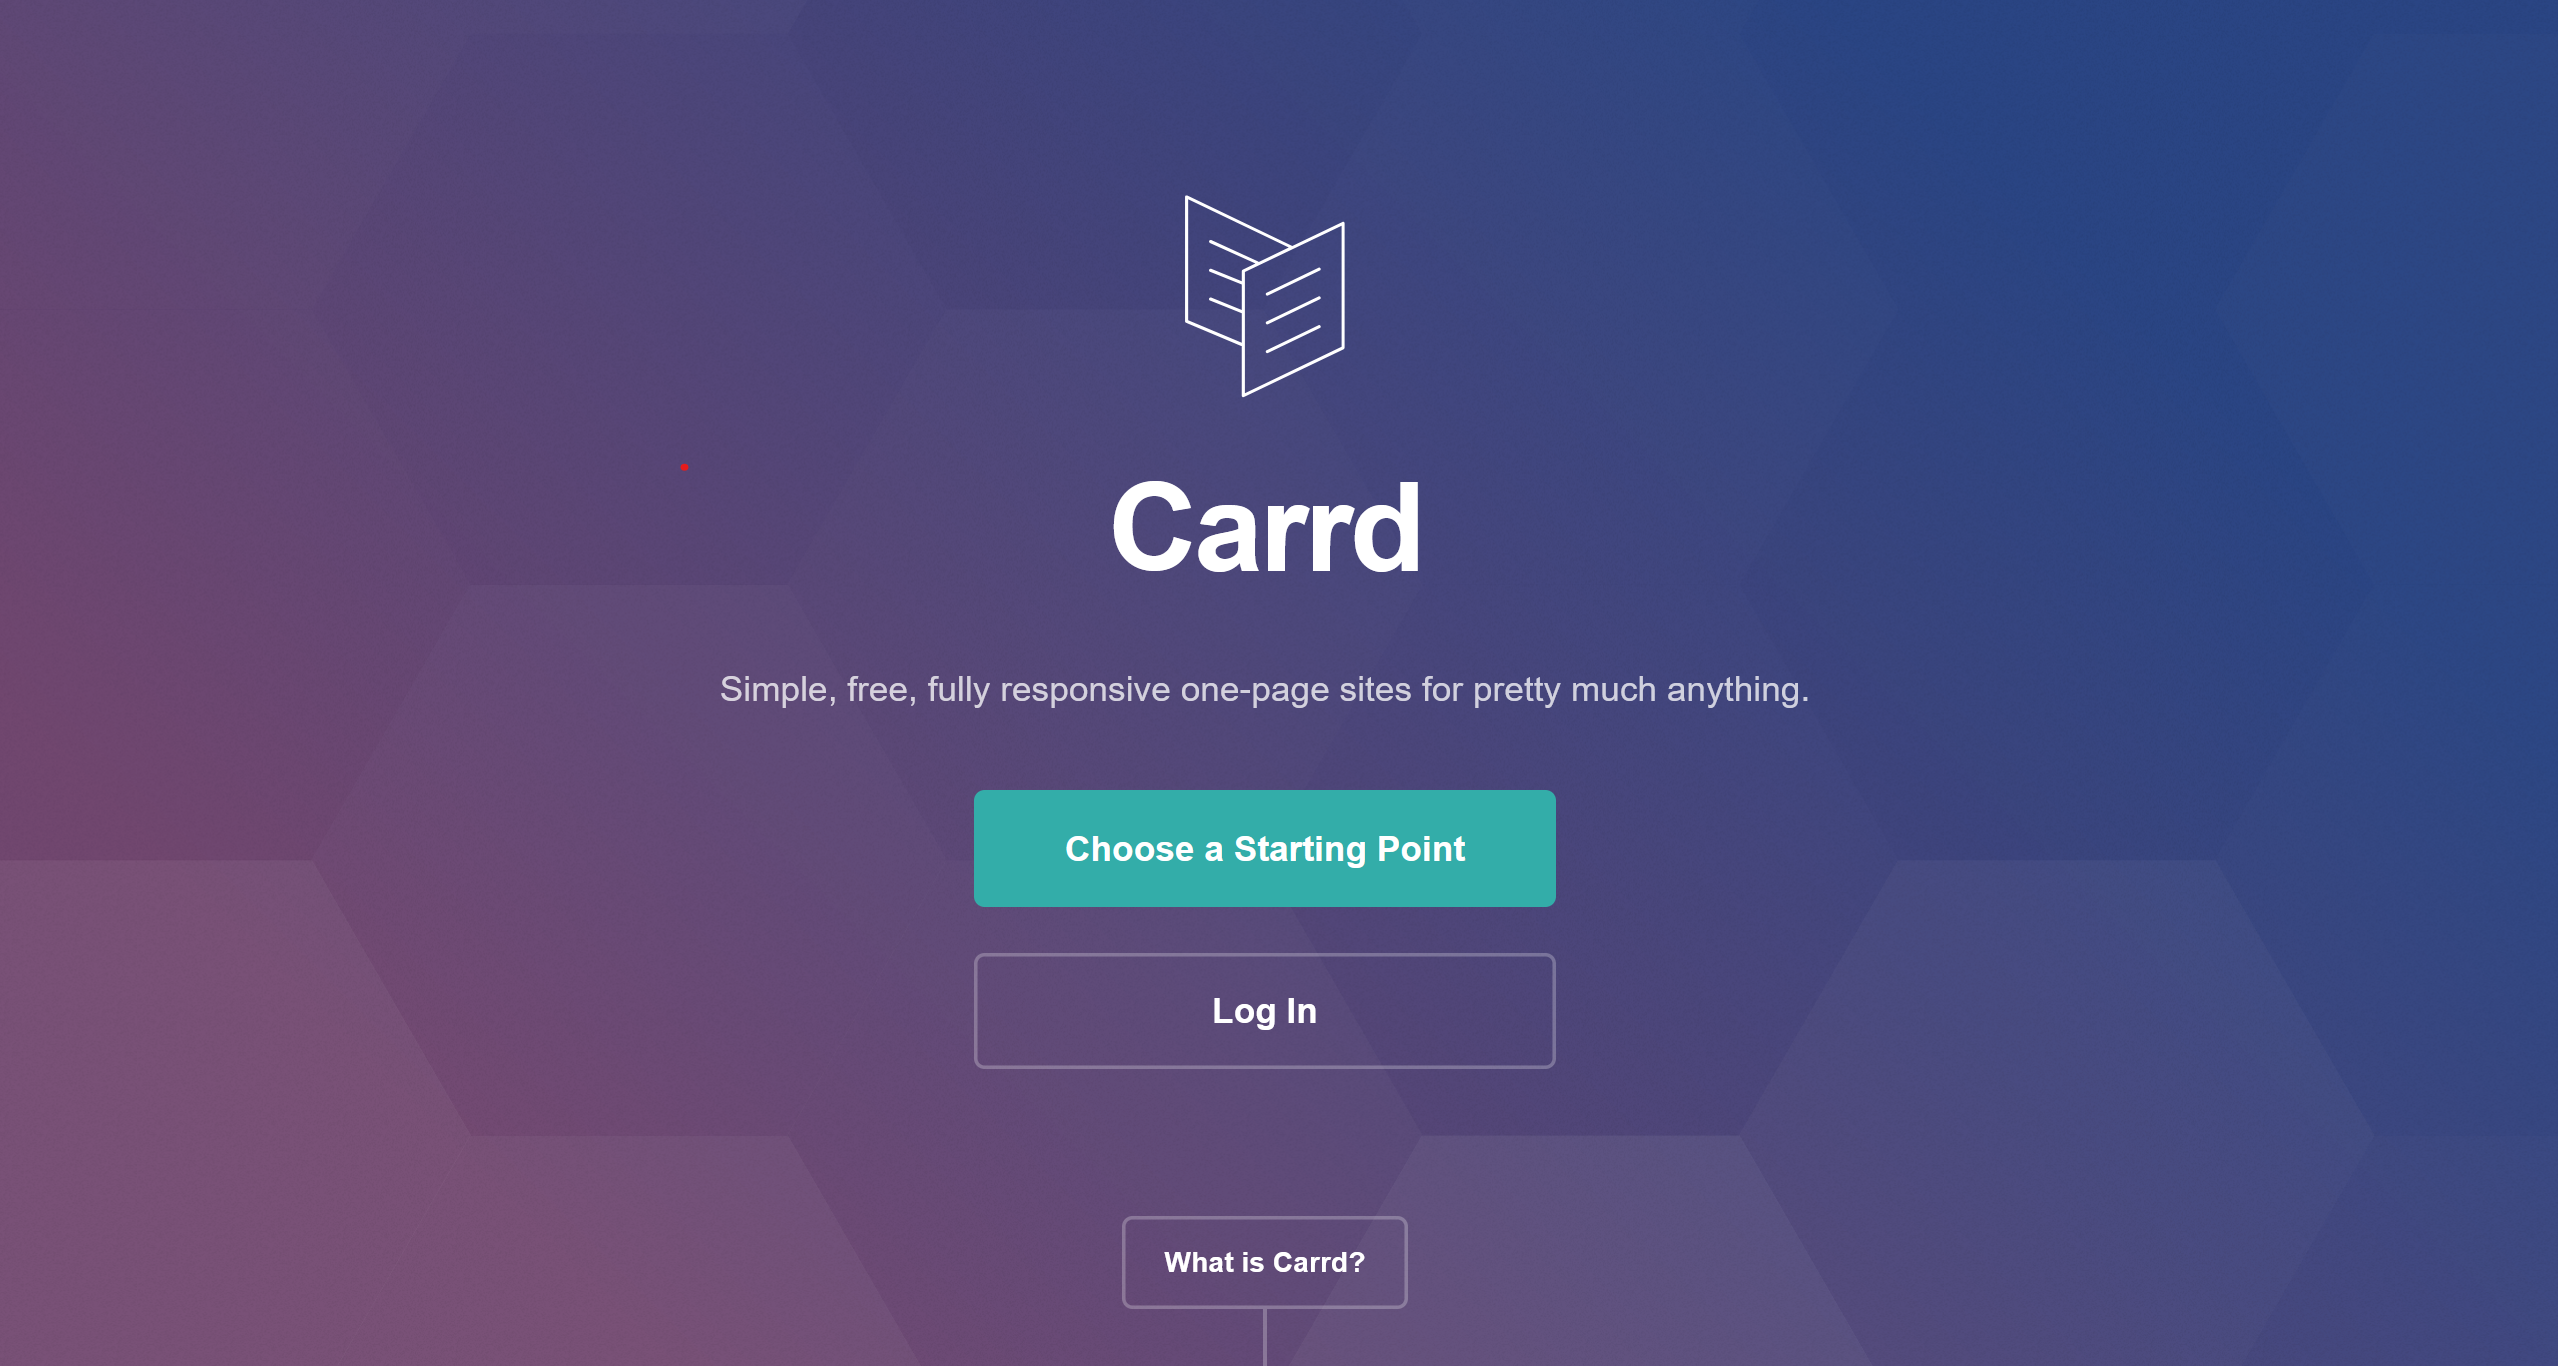 Carrd
Simple, free, fully responsive one-page sites for pretty much anything.
Choose a Starting Point
Log In
What is Carrd?